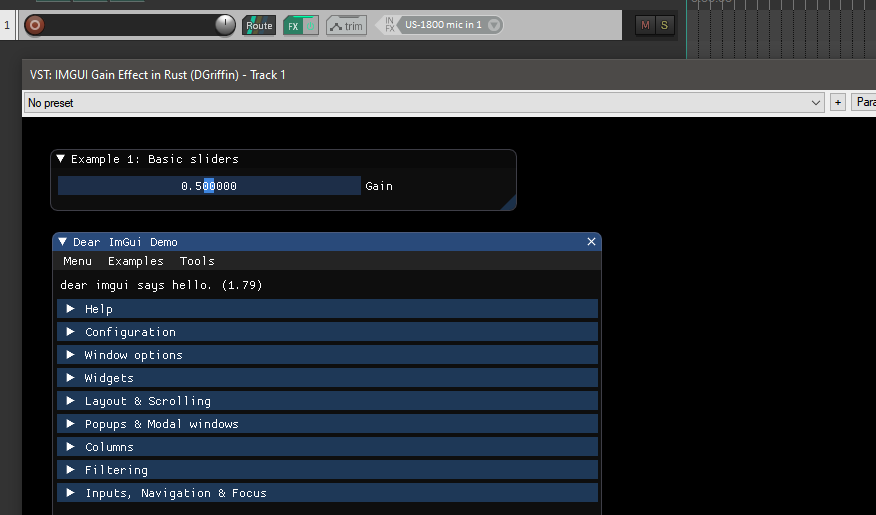 1
Route
FX
trim
IN
FX
US-1800 mic in 1
M
S
VST: IMGUI Gain Effect in Rust (DGriffin) - Track 1
No preset
+
Para
Example 1: Basic sliders
0.500000
Gain
Dear ImGui Demo
Menu Examples Tools
dear imgui says hello. (1.79)
Help
Configuration
Window options
Widgets
Layout & Scrolling
Popups & Modal windows
Columns
Filtering
Inputs, Navigation & Focus